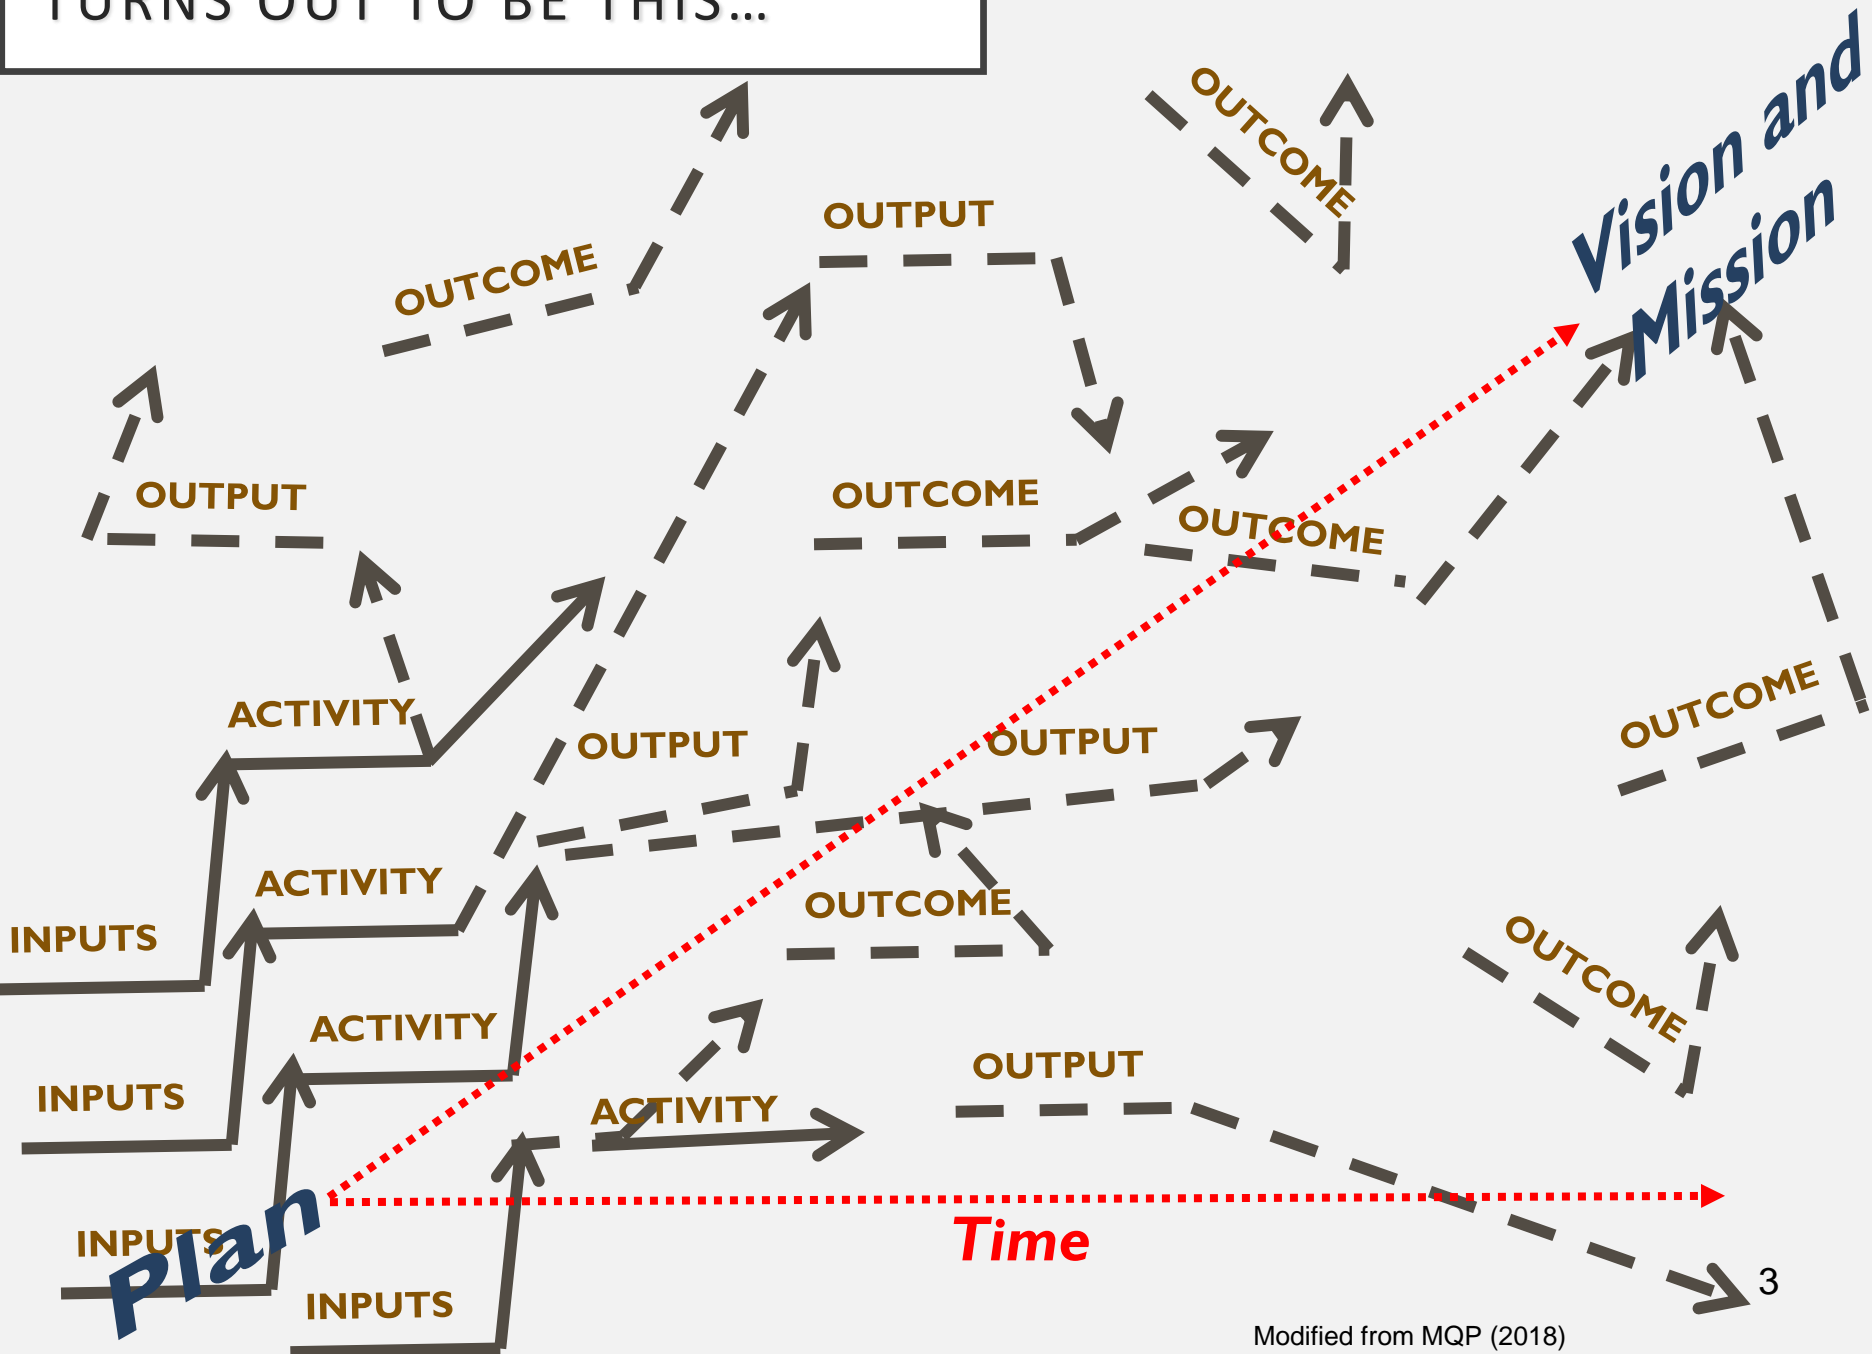 TURNS OUT TO BE THIS…
OUTCOME
Vision and
Mission
OUTPUT
OUTCOME
OUTPUT
OUTCOME
OUTCOME
ACTIVITY
OUTPUT
OUTPUT
OUTCOME
ACTIVITY
OUTCOME
INPUTS
OUTCOME
ACTIVITY
OUTPUT
INPUTS
ACTIVITY
Plan
INPUTS
Time
INPUTS
3
Modified from MQP (2018)